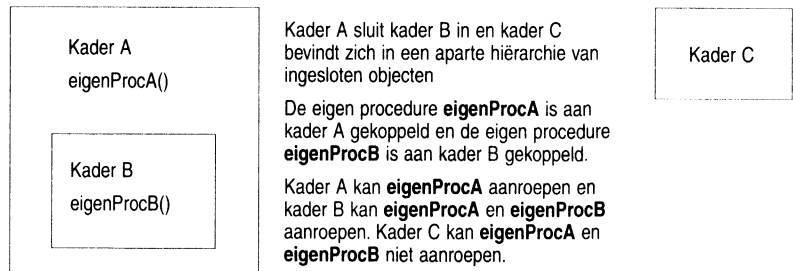 Kader A
eigenProcA()
Kader B
eigenProcB()
Kader A sluit kader B in en kader C
bevindt zich in een aparte hiërarchie van
ingesloten objecten
De eigen procedure eigenProcA is aan
kader A gekoppeld en de eigen procedure
eigenProcB is aan kader B gekoppeld.
Kader A kan eigenProcA aanroepen en
kader B kan eigenProcA en eigenProcB
aanroepen. Kader C kan eigenProcA en
eigenProcB niet aanroepen.
Kader C